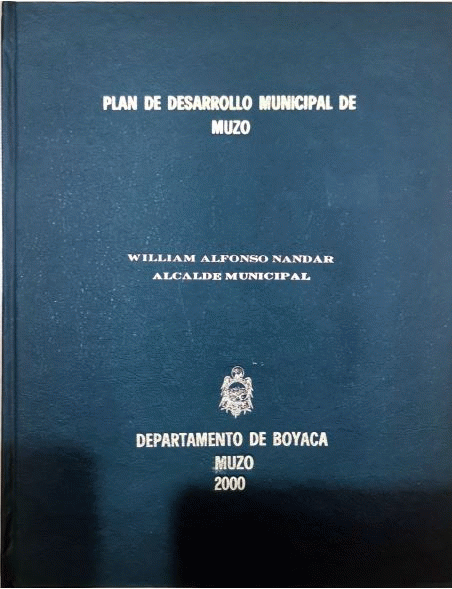 PLAN DE DESARROLLO MUNICIPAL DE
MUZO
WILLIAM ALFONSO NANDAR
ALCALDE MUNICIPAL
DEPARTAMENTO DE BOYACA
MUZO
2000